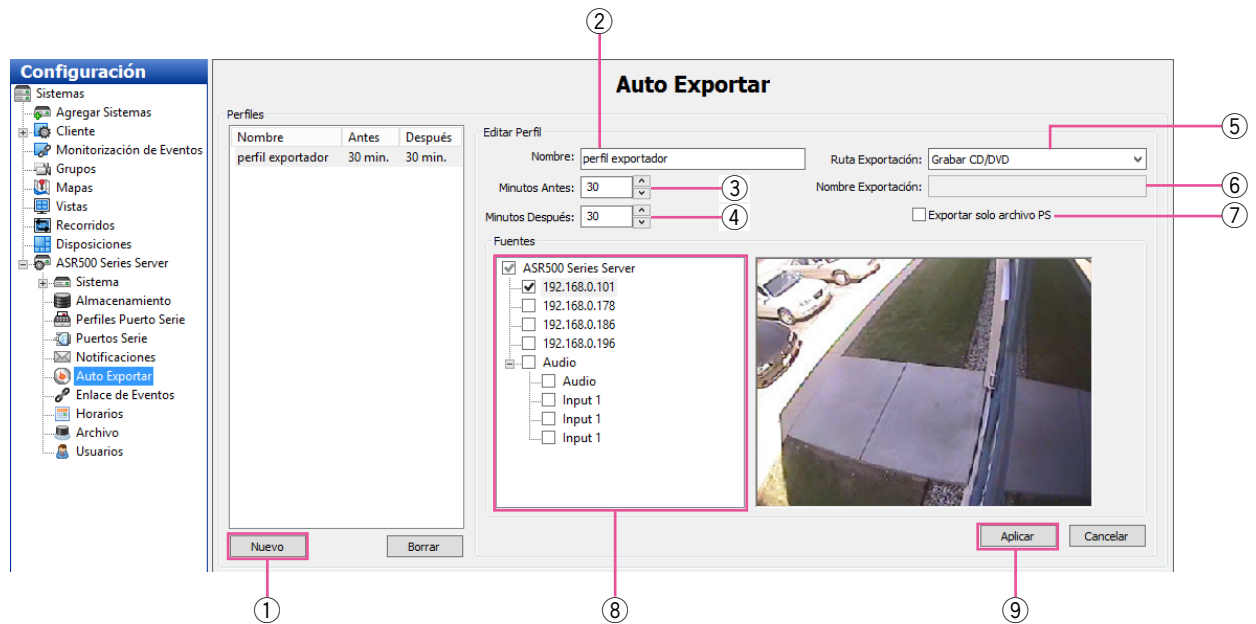 ②
Configuración
Sistemas
Agregar Sistemas
Cliente
Monitorización de Eventos
Grupos
Mapas
Vistas
Recorridos
Disposiciones
ASR500 Series Server
Sistema
Almacenamiento
Perfiles Puerto Serie
Puertos Serie
Notificaciones
Auto Exportar
Enlace de Eventos
Horarios
Archivo
Usuarios
Auto Exportar
Perfiles
Nombre Antes Después
perfil exportador 30 min. 30 min.
Nuevo
Borrar
Editar Perfil
Nombre: perfil exportador
Minutos Antes: 30
③
Minutos Después: 30
④
Ruta Exportación: Grabar CD/DVD
⑤
Nombre Exportación:
⑥
Exportar solo archivo PS
⑦
Fuentes
ASR500 Series Server
192.168.0.101
192.168.0.178
192.168.0.186
192.168.0.196
Audio
Audio
Input 1
Input 1
Input 1
Aplicar
Cancelar
①
⑧
⑨